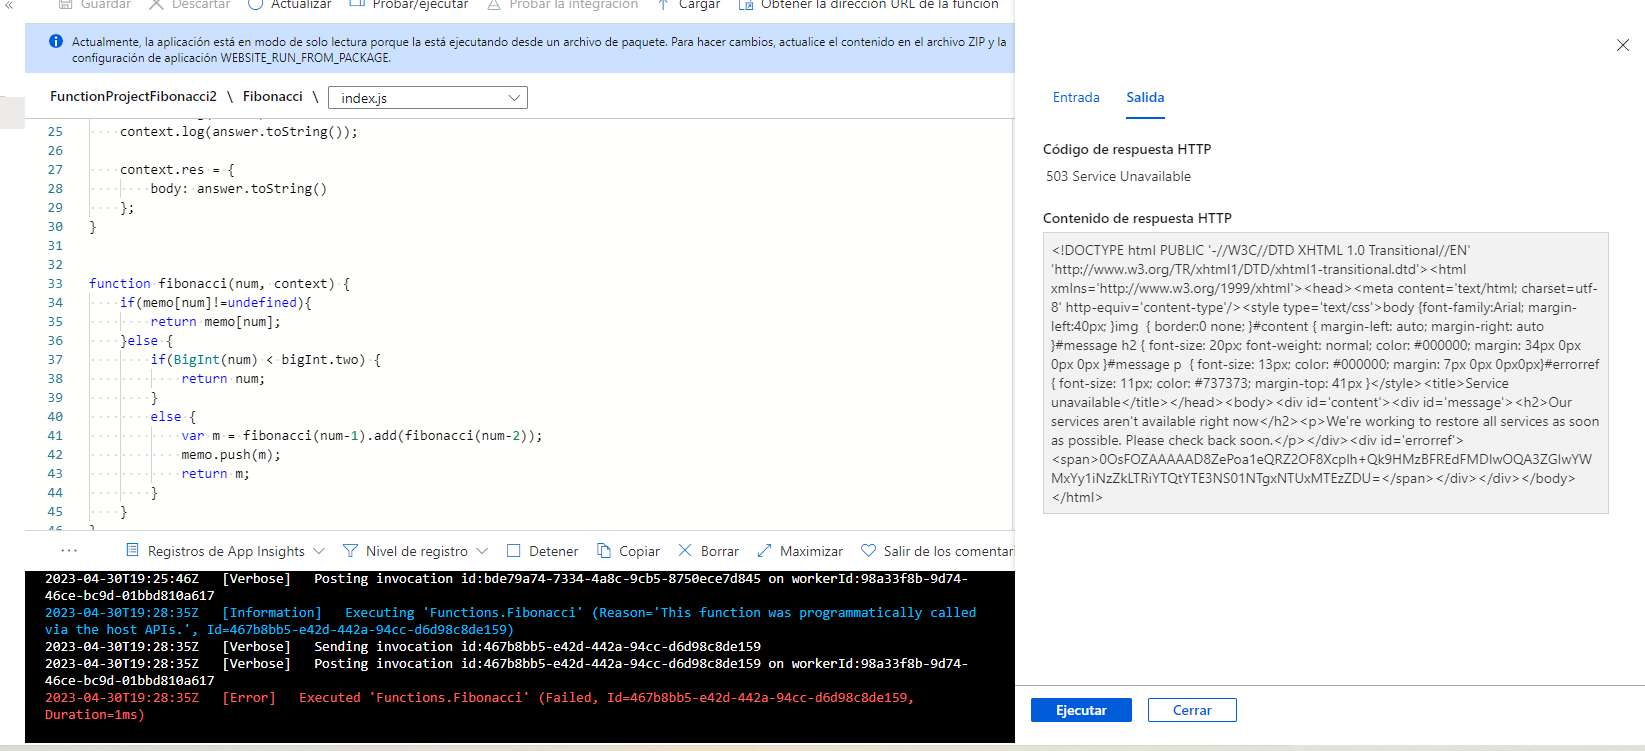 «
Guardar Descartar Actualizar Probar/ejecutar Probar la integración Cargar Obtener la dirección URL de la función
Actualmente, la aplicación está en modo de solo lectura porque la está ejecutando desde un archivo de paquete. Para hacer cambios, actualice el contenido en el archivo ZIP y la
configuración de aplicación WEBSITE_RUN_FROM_PACKAGE.
FunctionProjectFibonacci2 \ Fibonacci \ index.js
25 context.log(answer.toString());
26
27 context.res = {
28 body: answer.toString()
29 };
30 }
31
32
33 function fibonacci(num, context) {
34 if(memo[num]!=undefined){
35 return memo[num];
36 }else {
37 if(BigInt(num) < bigInt.two) {
38 return num;
39 }
40 else {
41 var m = fibonacci(num-1).add(fibonacci(num-2));
42 memo.push(m);
43 return m;
44 }
45 }
46 }
... Registros de App Insights Nivel de registro Detener Copiar Borrar Maximizar Salir de los comentari
2023-04-30T19:25:46Z [Verbose] Posting invocation id:bde79a74-7334-4a8c-9cb5-8750ece7d845 on workerId:98a33f8b-9d74-
46ce-bc9d-01bbd810a617
2023-04-30T19:28:35Z [Information] Executing 'Functions.Fibonacci' (Reason='This function was programmatically called
via the host APIs.', Id=467b8bb5-e42d-442a-94cc-d6d98c8de159)
2023-04-30T19:28:35Z [Verbose] Sending invocation id:467b8bb5-e42d-442a-94cc-d6d98c8de159
2023-04-30T19:28:35Z [Verbose] Posting invocation id:467b8bb5-e42d-442a-94cc-d6d98c8de159 on workerId:98a33f8b-9d74-
46ce-bc9d-01bbd810a617
2023-04-30T19:28:35Z [Error] Executed 'Functions.Fibonacci' (Failed, Id=467b8bb5-e42d-442a-94cc-d6d98c8de159,
Duration=1ms)
Entrada Salida
Código de respuesta HTTP
503 Service Unavailable
Contenido de respuesta HTTP
<!DOCTYPE html PUBLIC '-//W3C//DTD XHTML 1.0 Transitional//EN'
'http://www.w3.org/TR/xhtml1/DTD/xhtml1-transitional.dtd'><html
xmlns='http://www.w3.org/1999/xhtml'><head><meta content='text/html; charset=utf-
8' http-equiv='content-type'/><style type='text/css'>body {font-family:Arial; margin-
left:40px; }img { border:0 none; }#content { margin-left: auto; margin-right: auto
}#message h2 { font-size: 20px; font-weight: normal; color: #000000; margin: 34px 0px
0px 0px }#message p { font-size: 13px; color: #000000; margin: 7px 0px 0px0px}#errorref
{ font-size: 11px; color: #737373; margin-top: 41px }</style><title>Service
unavailable</title></head><body><div id='content'><div id='message'><h2>Our
services aren't available right now</h2><p>We're working to restore all services as soon
as possible. Please check back soon.</p></div><div id='errorref'>
<span>0OsFOZAAAAAD8ZePoa1eQRZ2OF8Xcplh+Qk9HMzBFREdFMDIwOQA3ZGIwYW
MxYy1iNzZkLTRiYTQtYTE3NS01NTgxNTUxMTEzZDU=</span></div></div></body>
</html>
Ejecutar Cerrar